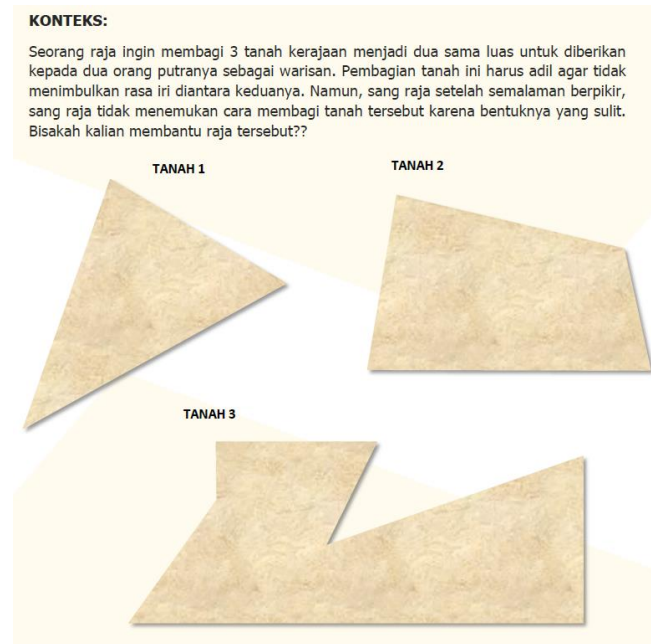 KONTEKS:
Seorang raja ingin membagi 3 tanah kerajaan menjadi dua sama luas untuk diberikan
kepada dua orang putranya sebagai warisan. Pembagian tanah ini harus adil agar tidak
menimbulkan rasa iri diantara keduanya. Namun, sang raja setelah semalaman berpikir,
sang raja tidak menemukan cara membagi tanah tersebut karena bentuknya yang sulit.
Bisakah kalian membantu raja tersebut??
TANAH 1
TANAH 2
TANAH 3